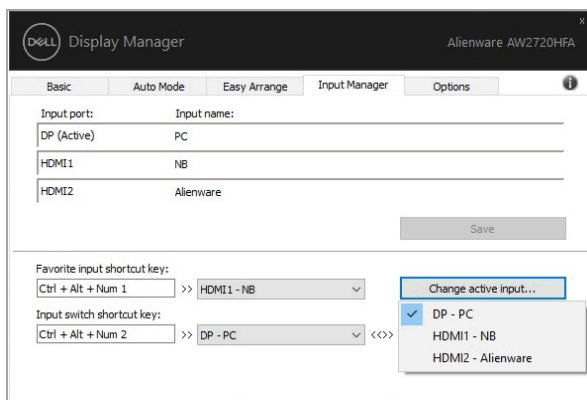 DELL Display Manager Alienware AW2720HFA
x
Basic Auto Mode Easy Arrange Input Manager Options i
Input port: Input name:
DP (Active) PC
HDMI1 NB
HDMI2 Alienware
Save
Favorite input shortcut key:
Ctrl + Alt + Num 1 >> HDMI1 - NB Change active input...
Input switch shortcut key:
Ctrl + Alt + Num 2 >> DP - PC <<>>
DP - PC
HDMI1 - NB
HDMI2 - Alienware